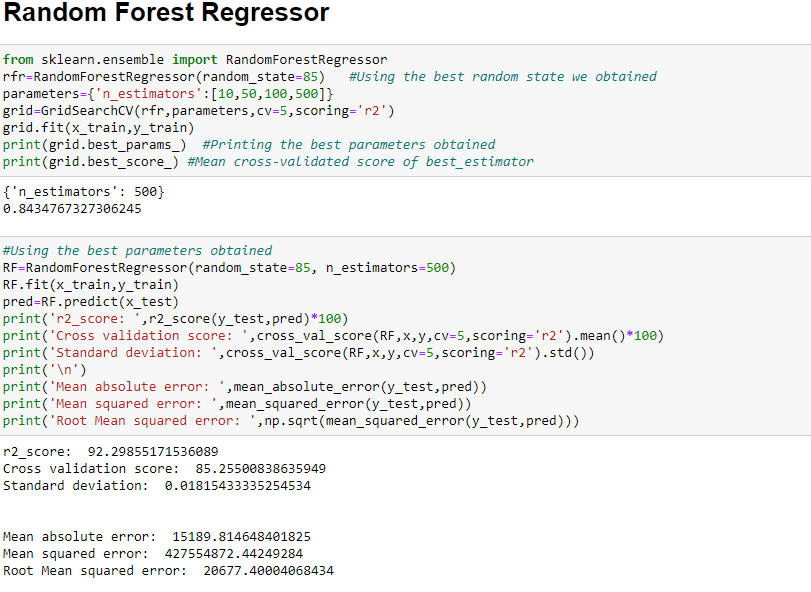 Random Forest Regressor
from sklearn.ensemble import RandomForestRegressor
rfr=RandomForestRegressor(random_state=85)   #Using the best random state we obtained
parameters={'n_estimators':[10,50,100,500]}
grid=GridSearchCV(rfr,parameters,cv=5,scoring='r2')
grid.fit(x_train,y_train)
print(grid.best_params_)  #Printing the best parameters obtained
print(grid.best_score_) #Mean cross-validated score of best_estimator
{'n_estimators': 500}
0.8434767327306245
#Using the best parameters obtained
RF=RandomForestRegressor(random_state=85, n_estimators=500)
RF.fit(x_train,y_train)
pred=RF.predict(x_test)
print('r2_score: ',r2_score(y_test,pred)*100)
print('Cross validation score: ',cross_val_score(RF,x,y,cv=5,scoring='r2').mean()*100)
print('Standard deviation: ',cross_val_score(RF,x,y,cv=5,scoring='r2').std())
print('\n')
print('Mean absolute error: ',mean_absolute_error(y_test,pred))
print('Mean squared error: ',mean_squared_error(y_test,pred))
print('Root Mean squared error: ',np.sqrt(mean_squared_error(y_test,pred)))
r2_score:  92.29855171536089
Cross validation score:  85.25500838635949
Standard deviation:  0.01815433335254534
Mean absolute error:  15189.814648401825
Mean squared error:  427554872.44249284
Root Mean squared error:  20677.40004068434